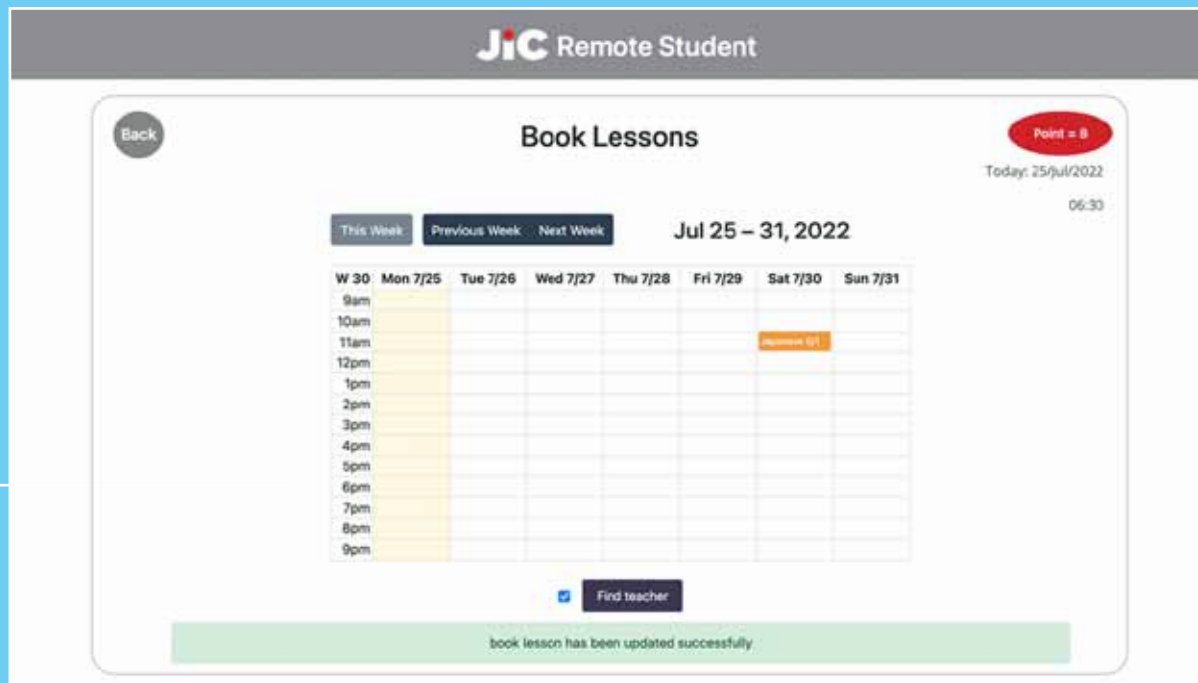 JiC Remote Student
Back
Book Lessons
Point = 8
Today: 25/Jul/2022
06:30
This Week Previous Week Next Week Jul 25 – 31, 2022
W 30 Mon 7/25 Tue 7/26 Wed 7/27 Thu 7/28 Fri 7/29 Sat 7/30 Sun 7/31
9am
10am
11am Japanese 0/1
12pm
1pm
2pm
3pm
4pm
5pm
6pm
7pm
8pm
9pm
Find teacher
book lesson has been updated successfully